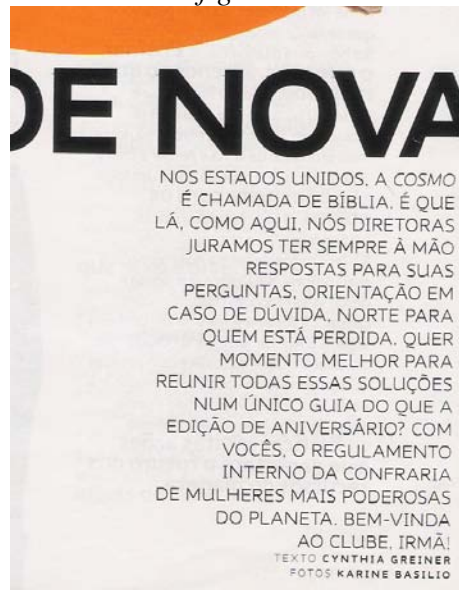 DE NOVA
NOS ESTADOS UNIDOS, A COSMO
É CHAMADA DE BÍBLIA. É QUE
LÁ, COMO AQUI, NÓS DIRETORAS
JURAMOS TER SEMPRE À MÃO
RESPOSTAS PARA SUAS
PERGUNTAS, ORIENTAÇÃO EM
CASO DE DÚVIDA, NORTE PARA
QUEM ESTÁ PERDIDA. QUER
MOMENTO MELHOR PARA
REUNIR TODAS ESSAS SOLUÇÕES
NUM ÚNICO GUIA DO QUE A
EDIÇÃO DE ANIVERSÁRIO? COM
VOCÊS, O REGULAMENTO
INTERNO DA CONFRARIA
DE MULHERES MAIS PODEROSAS
DO PLANETA. BEM-VINDA
AO CLUBE, IRMÃ!
TEXTO CYNTHIA GREINER
FOTOS KARINE BASILIO